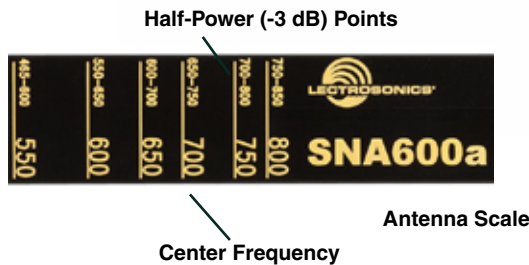 Half-Power (-3 dB) Points
465-600
550-650
600-700
650-750
700-800
750-850
LECTROSONICS®
550
600
650
700
750
800
SNA600a
Antenna Scale
Center Frequency